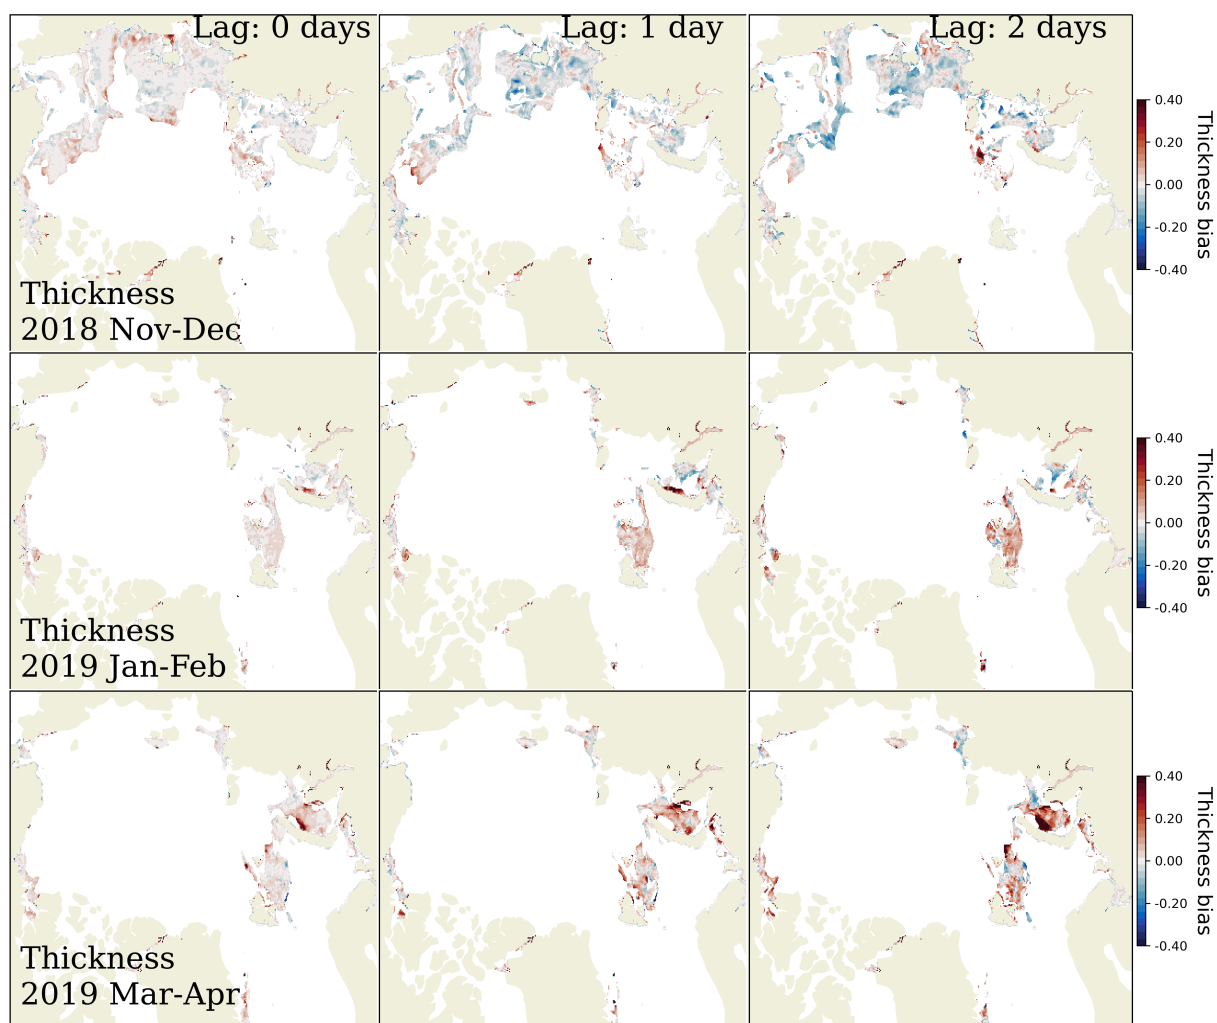 Lag: 0 days
Lag: 1 day
Lag: 2 days
Thickness
2018 Nov-Dec
0.40
0.20
0.00
-0.20
-0.40
Thickness bias
Thickness
2019 Jan-Feb
0.40
0.20
0.00
-0.20
-0.40
Thickness bias
Thickness
2019 Mar-Apr
0.40
0.20
0.00
-0.20
-0.40
Thickness bias